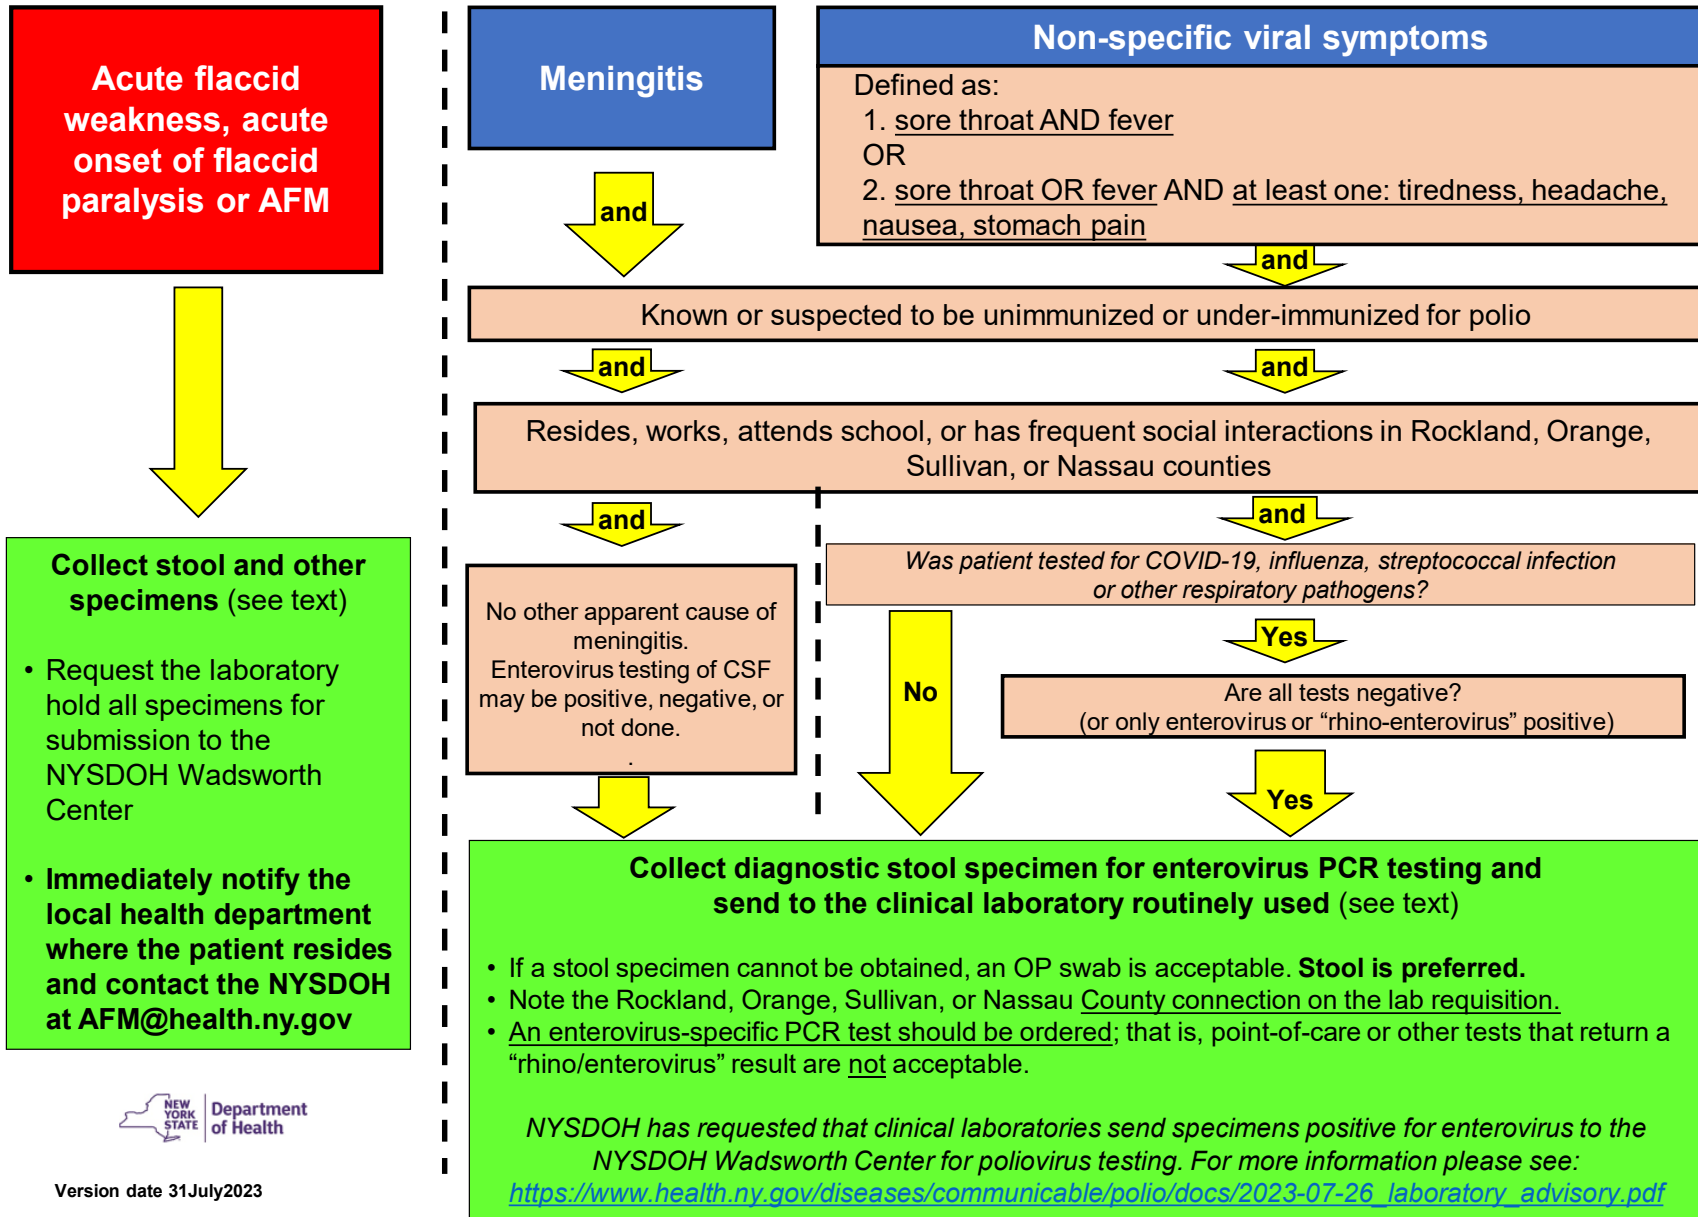 Acute flaccid
weakness, acute
onset of flaccid
paralysis or AFM
Collect stool and other
specimens (see text)
• Request the laboratory
hold all specimens for
submission to the
NYSDOH Wadsworth
Center
• Immediately notify the
local health department
where the patient resides
and contact the NYSDOH
at AFM@health.ny.gov
Meningitis
and
Non-specific viral symptoms
Defined as:
1. sore throat AND fever
OR
2. sore throat OR fever AND at least one: tiredness, headache,
nausea, stomach pain
and
Known or suspected to be unimmunized or under-immunized for polio
and
and
Resides, works, attends school, or has frequent social interactions in Rockland, Orange,
Sullivan, or Nassau counties
and
No other apparent cause of
meningitis.
Enterovirus testing of CSF
may be positive, negative, or
not done.
.
and
Was patient tested for COVID-19, influenza, streptococcal infection
or other respiratory pathogens?
No
Yes
Are all tests negative?
(or only enterovirus or “rhino-enterovirus” positive)
Yes
Collect diagnostic stool specimen for enterovirus PCR testing and
send to the clinical laboratory routinely used (see text)
• If a stool specimen cannot be obtained, an OP swab is acceptable. Stool is preferred.
• Note the Rockland, Orange, Sullivan, or Nassau County connection on the lab requisition.
• An enterovirus-specific PCR test should be ordered; that is, point-of-care or other tests that return a
“rhino/enterovirus” result are not acceptable.
NYSDOH has requested that clinical laboratories send specimens positive for enterovirus to the
NYSDOH Wadsworth Center for poliovirus testing. For more information please see:
https://www.health.ny.gov/diseases/communicable/polio/docs/2023-07-26_laboratory_advisory.pdf
NEW
YORK
STATE
Department
of Health
Version date 31July2023